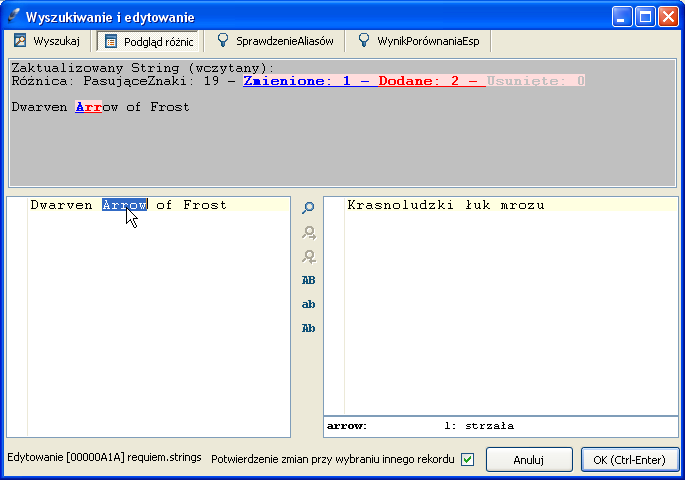 Wyszukiwanie i edytowanie
Wyszukaj
Podgląd różnic
SprawdzenieAliasów
WynikPorównaniaEsp
Zaktualizowany String (wczytany):
Różnica: PasująceZnaki: 19 - Zmienione: 1 - Dodane: 2 - Usunięte: 0
Dwarven Arrow of Frost
Dwarven Arrow of Frost
Krasnoludzki łuk mrozu
AB
ab
Ab
arrow: 1: strzała
Edytowanie [00000A1A] requiem.strings
Potwierdzenie zmian przy wybraniu innego rekordu
Anuluj
OK (Ctrl-Enter)